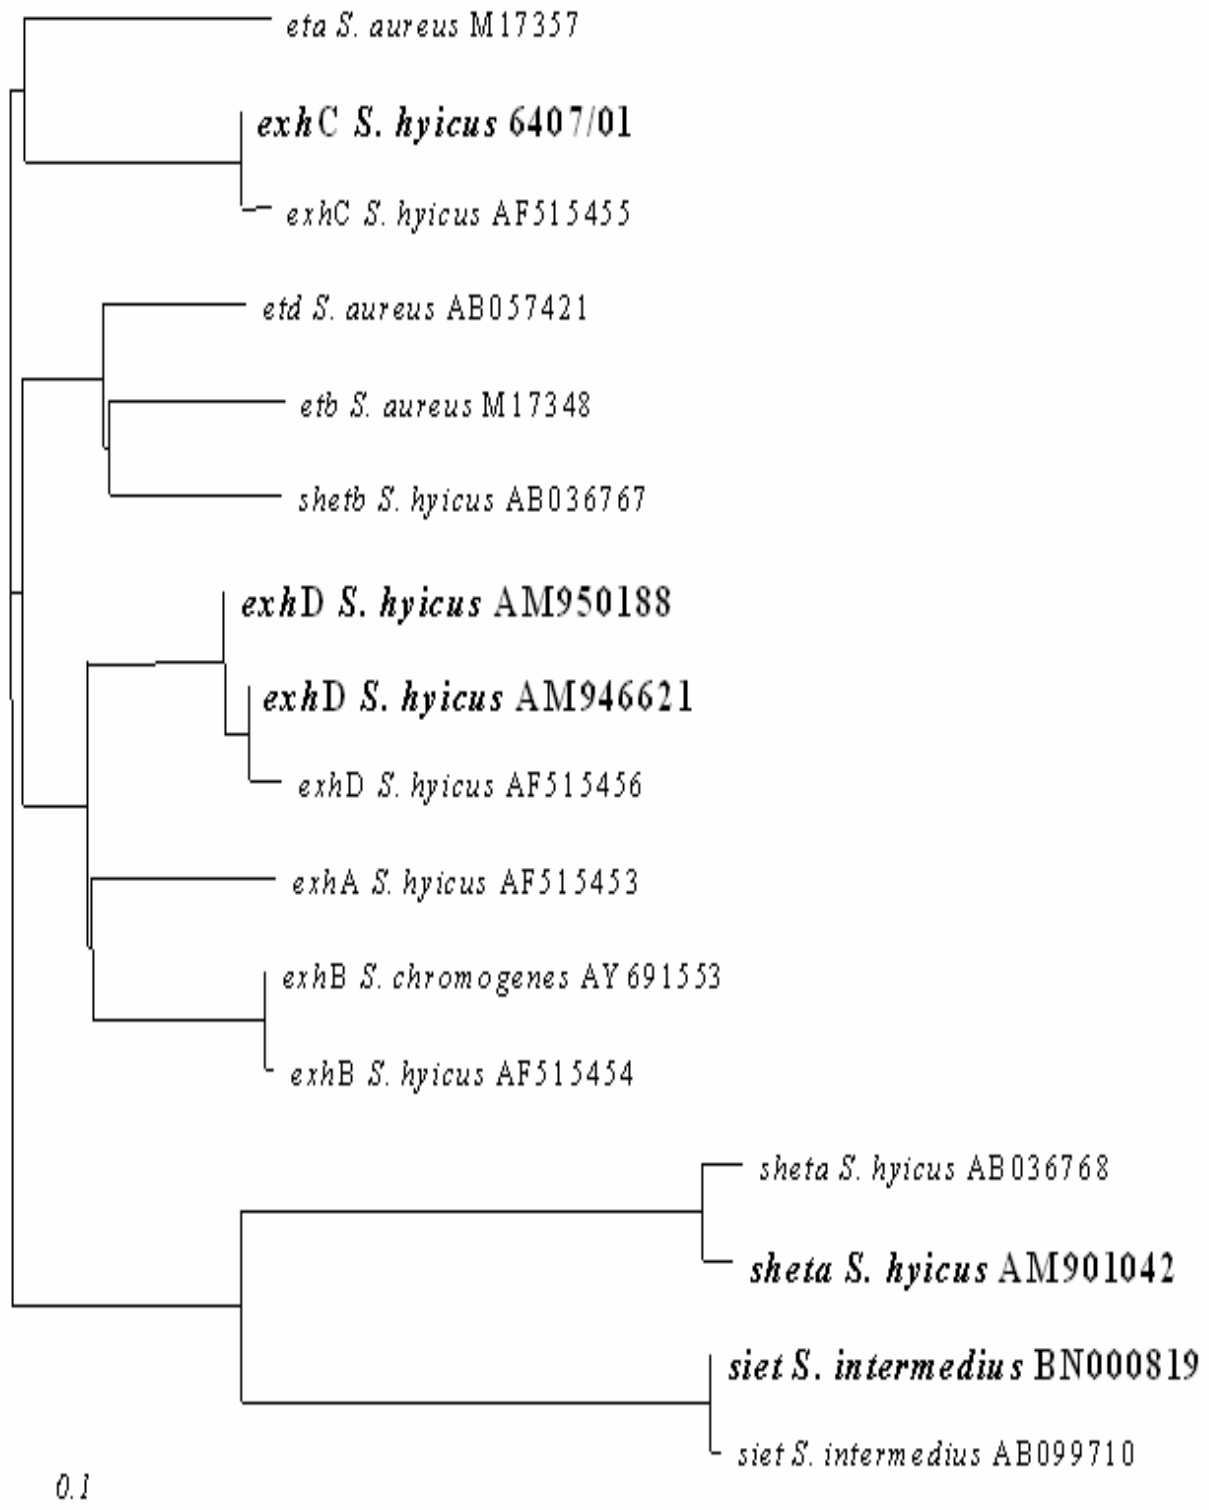 eta S. aureus M17357
exhC S. hyicus 6407/01
exhC S. hyicus AF515455
etd S. aureus AB057421
etb S. aureus M17348
shetb S. hyicus AB036767
exhD S. hyicus AM950188
exhD S. hyicus AM946621
exhD S. hyicus AF515456
exhA S. hyicus AF515453
exhB S. chromogenes AY691553
exhB S. hyicus AF515454
sheta S. hyicus AB036768
sheta S. hyicus AM901042
siet S. intermedius BN000819
siet S. intermedius AB099710
0.1